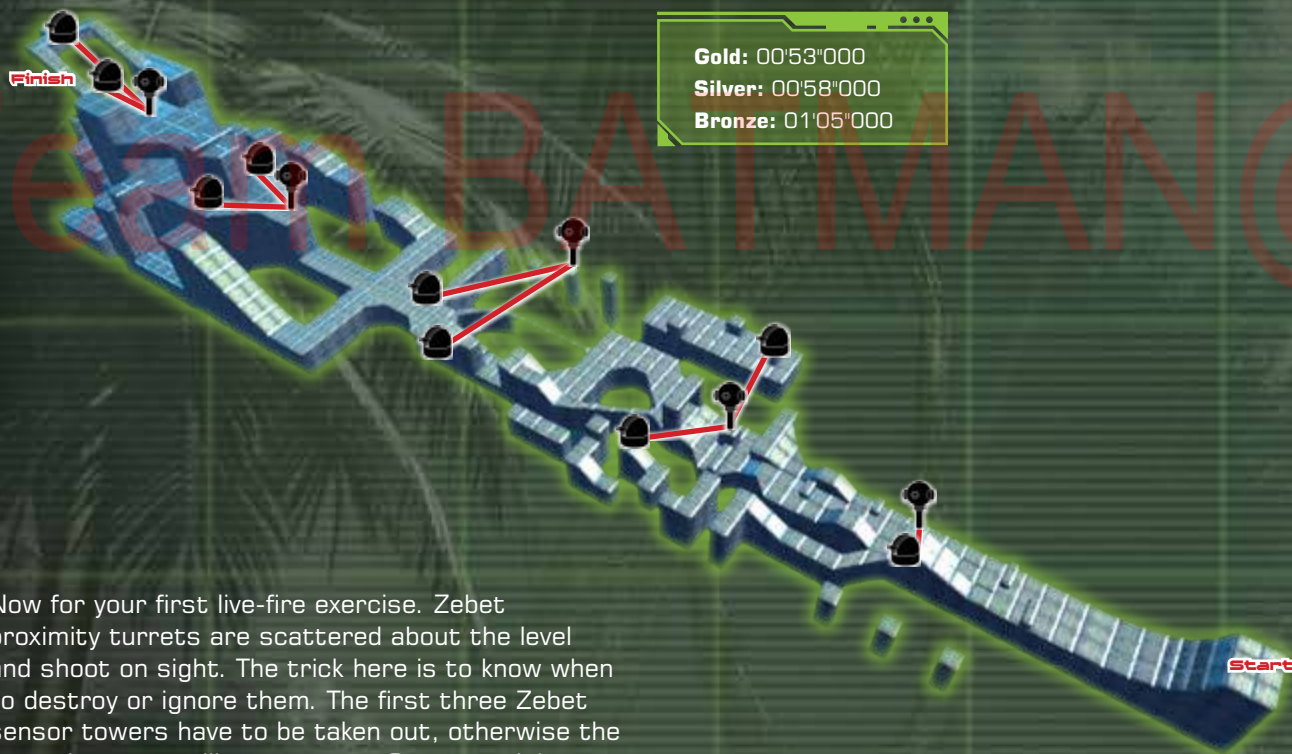 Finish
Gold: 00'53"000
Silver: 00'58"000
Bronze: 01'05"000
eam BATMAN@
Start
Now for your first live-fire exercise. Zebet
proximity turrets are scattered about the level
and shoot on sight. The trick here is to know when
to destroy or ignore them. The first three Zebet
sensor towers have to be taken out, otherwise the